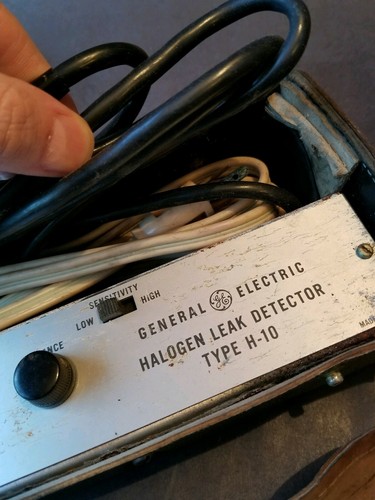 SENSITIVITY
LOW HIGH
GENERAL GE ELECTRIC
HALOGEN LEAK DETECTOR
TYPE H-10